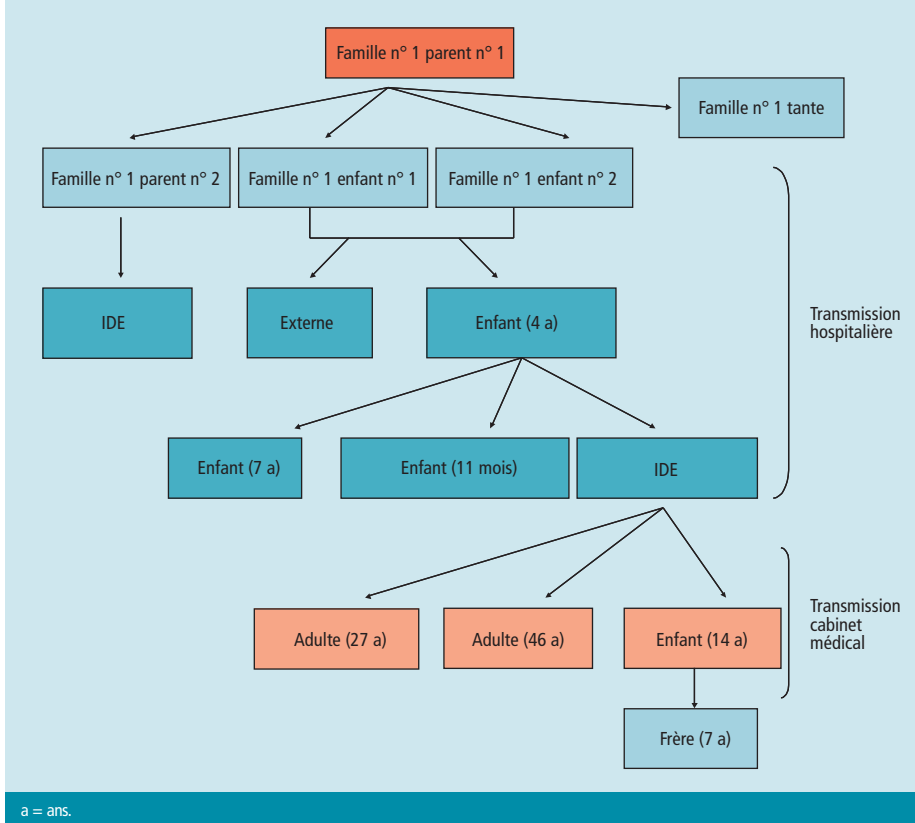 Famille n° 1 parent n° 1
Famille n° 1 tante
Famille n° 1 parent n° 2
Famille n° 1 enfant n° 1
Famille n° 1 enfant n° 2
IDE
Externe
Enfant (4 a)
Transmission
hospitalière
Enfant (7 a)
Enfant (11 mois)
IDE
Adulte (27 a)
Adulte (46 a)
Enfant (14 a)
Transmission
cabinet
médical
Frère (7 a)
a = ans.